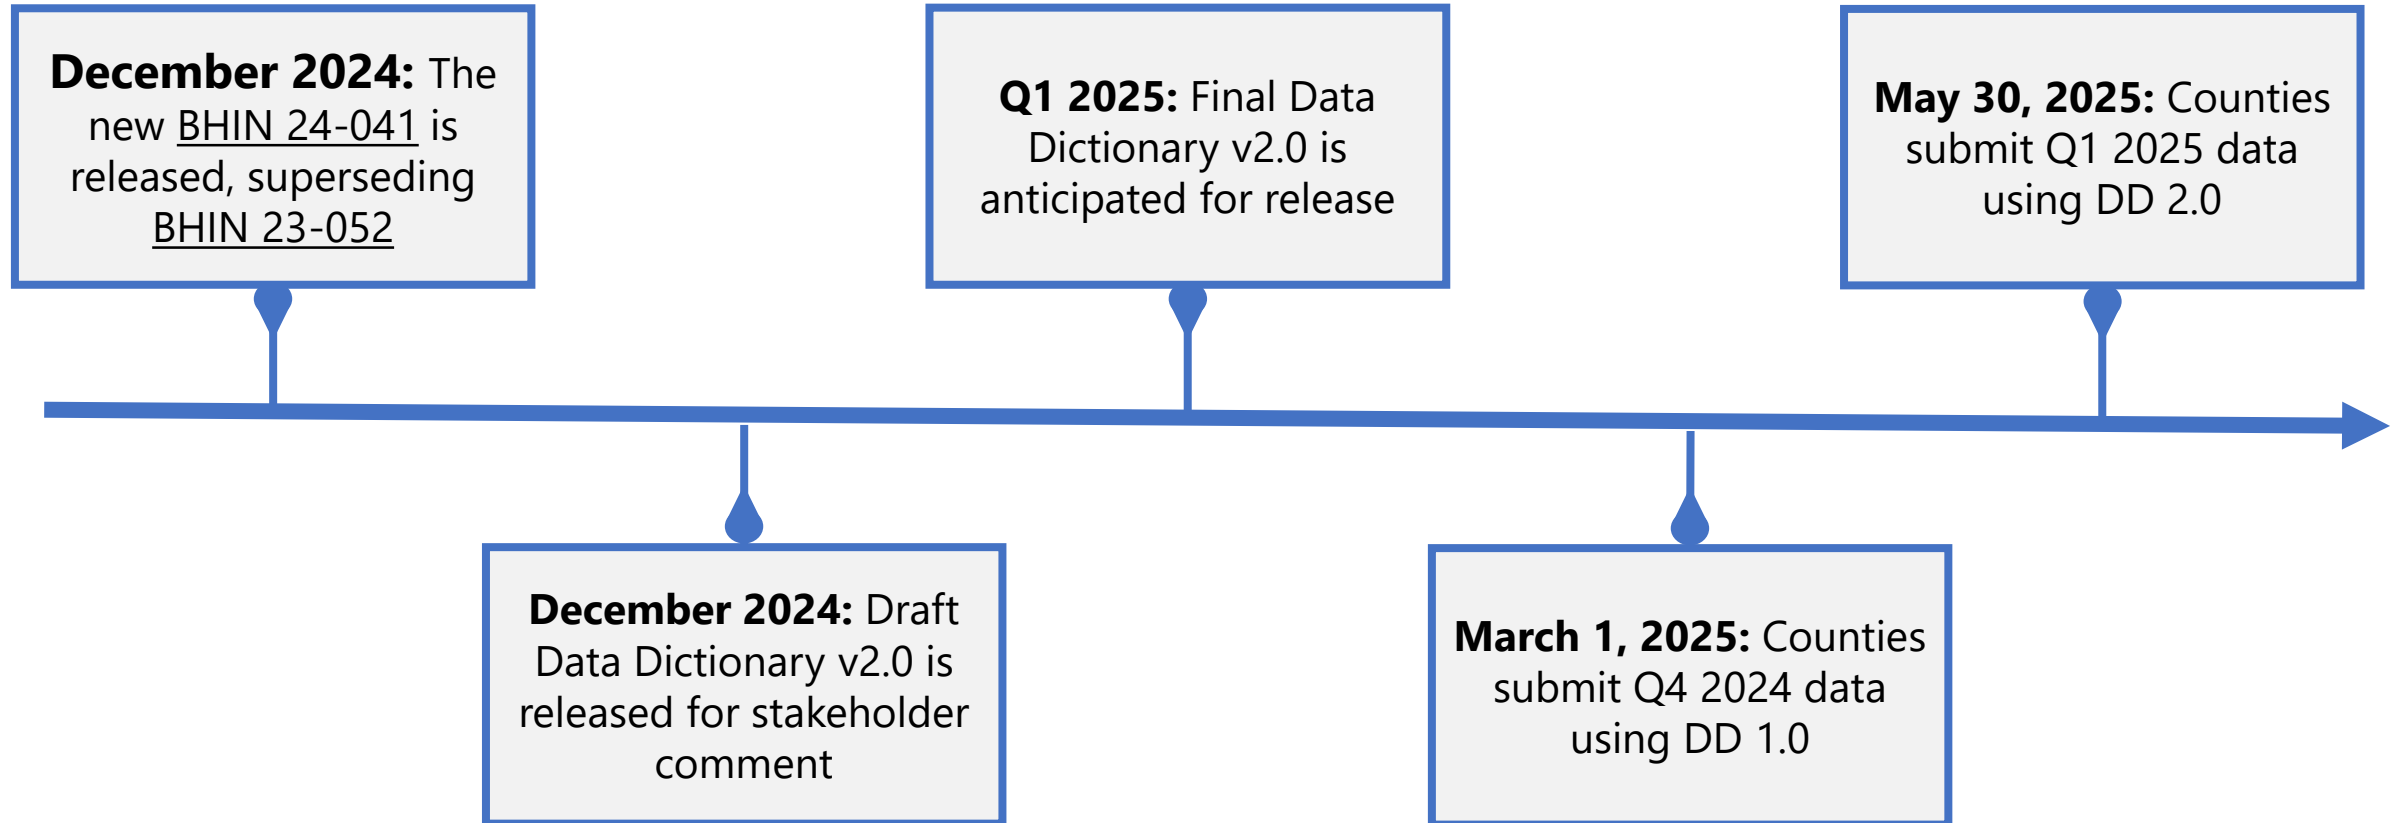 December 2024: The
new BHIN 24-041 is
released, superseding
BHIN 23-052
December 2024: Draft
Data Dictionary v2.0 is
released for stakeholder
comment
Q1 2025: Final Data
Dictionary v2.0 is
anticipated for release
March 1, 2025: Counties
submit Q4 2024 data
using DD 1.0
May 30, 2025: Counties
submit Q1 2025 data
using DD 2.0